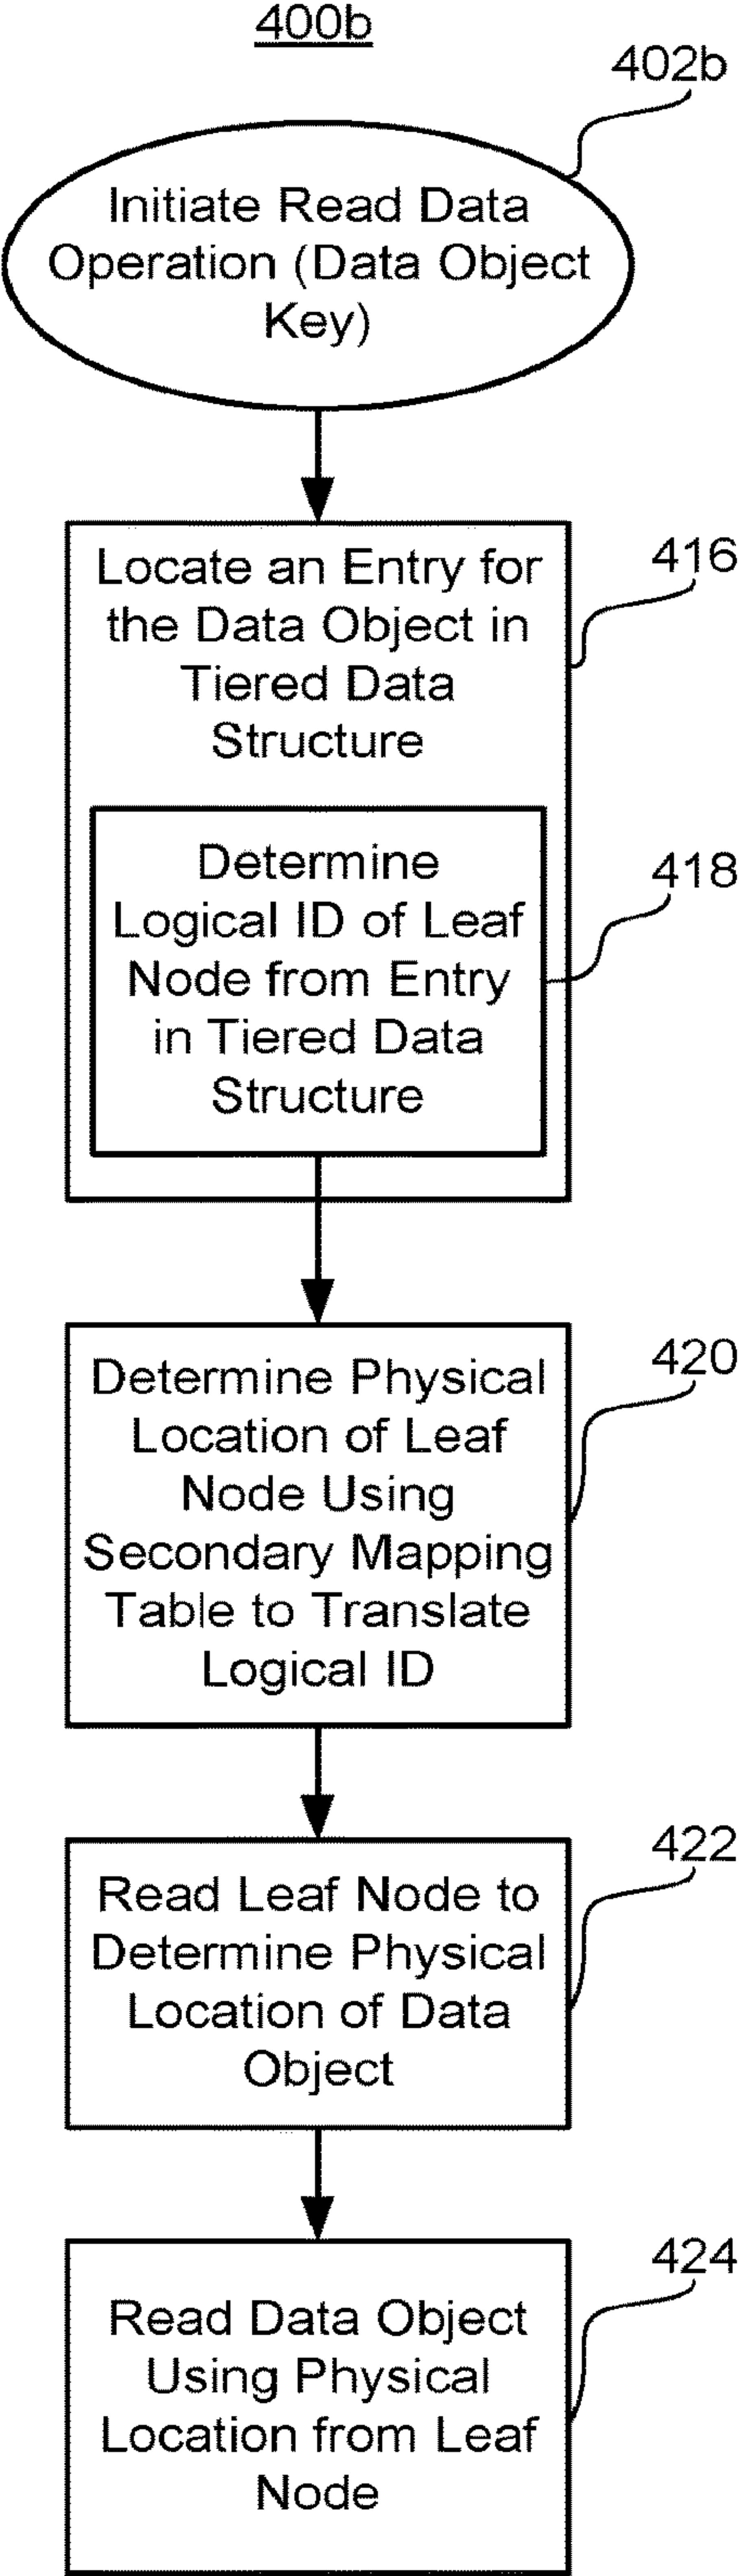 400b
402b
Initiate Read Data
Operation (Data Object
Key)
416
Locate an Entry for
the Data Object in
Tiered Data
Structure
418
Determine
Logical ID of Leaf
Node from Entry
in Tiered Data
Structure
420
Determine Physical
Location of Leaf
Node Using
Secondary Mapping
Table to Translate
Logical ID
422
Read Leaf Node to
Determine Physical
Location of Data
Object
424
Read Data Object
Using Physical
Location from Leaf
Node